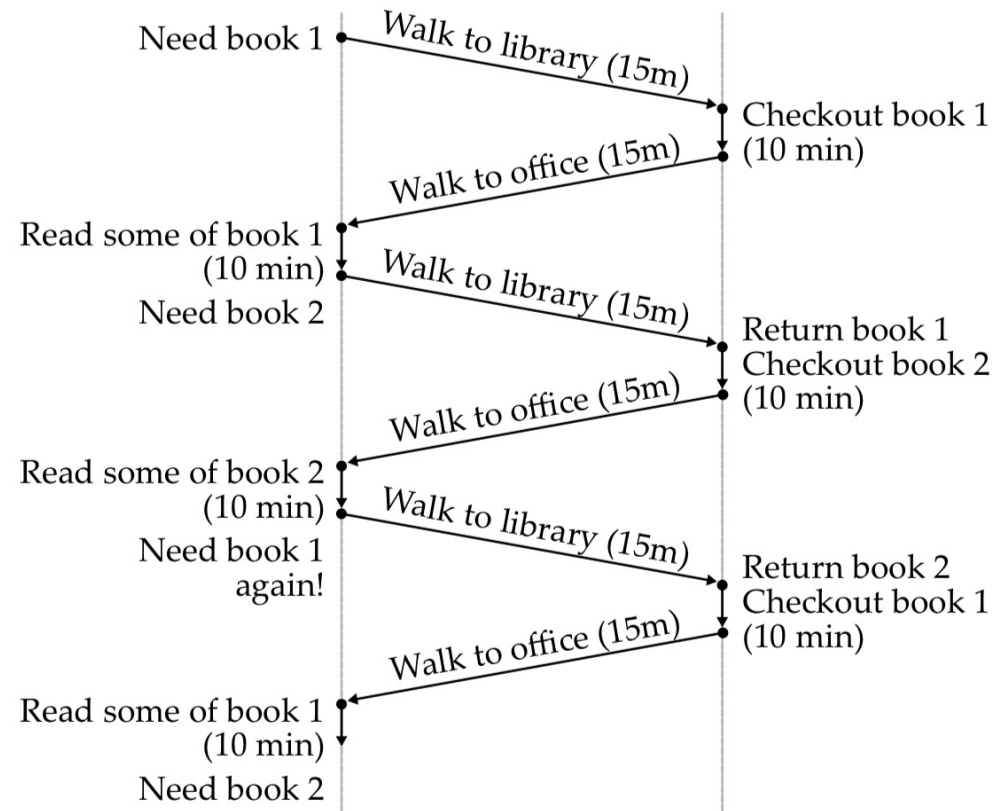 Need book 1
Walk to library (15m)
Checkout book 1
(10 min)
Walk to office (15m)
Read some of book 1
(10 min)
Need book 2
Walk to library (15m)
Return book 1
Checkout book 2
(10 min)
Walk to office (15m)
Read some of book 2
(10 min)
Need book 1
again!
Walk to library (15m)
Return book 2
Checkout book 1
(10 min)
Walk to office (15m)
Read some of book 1
(10 min)
Need book 2